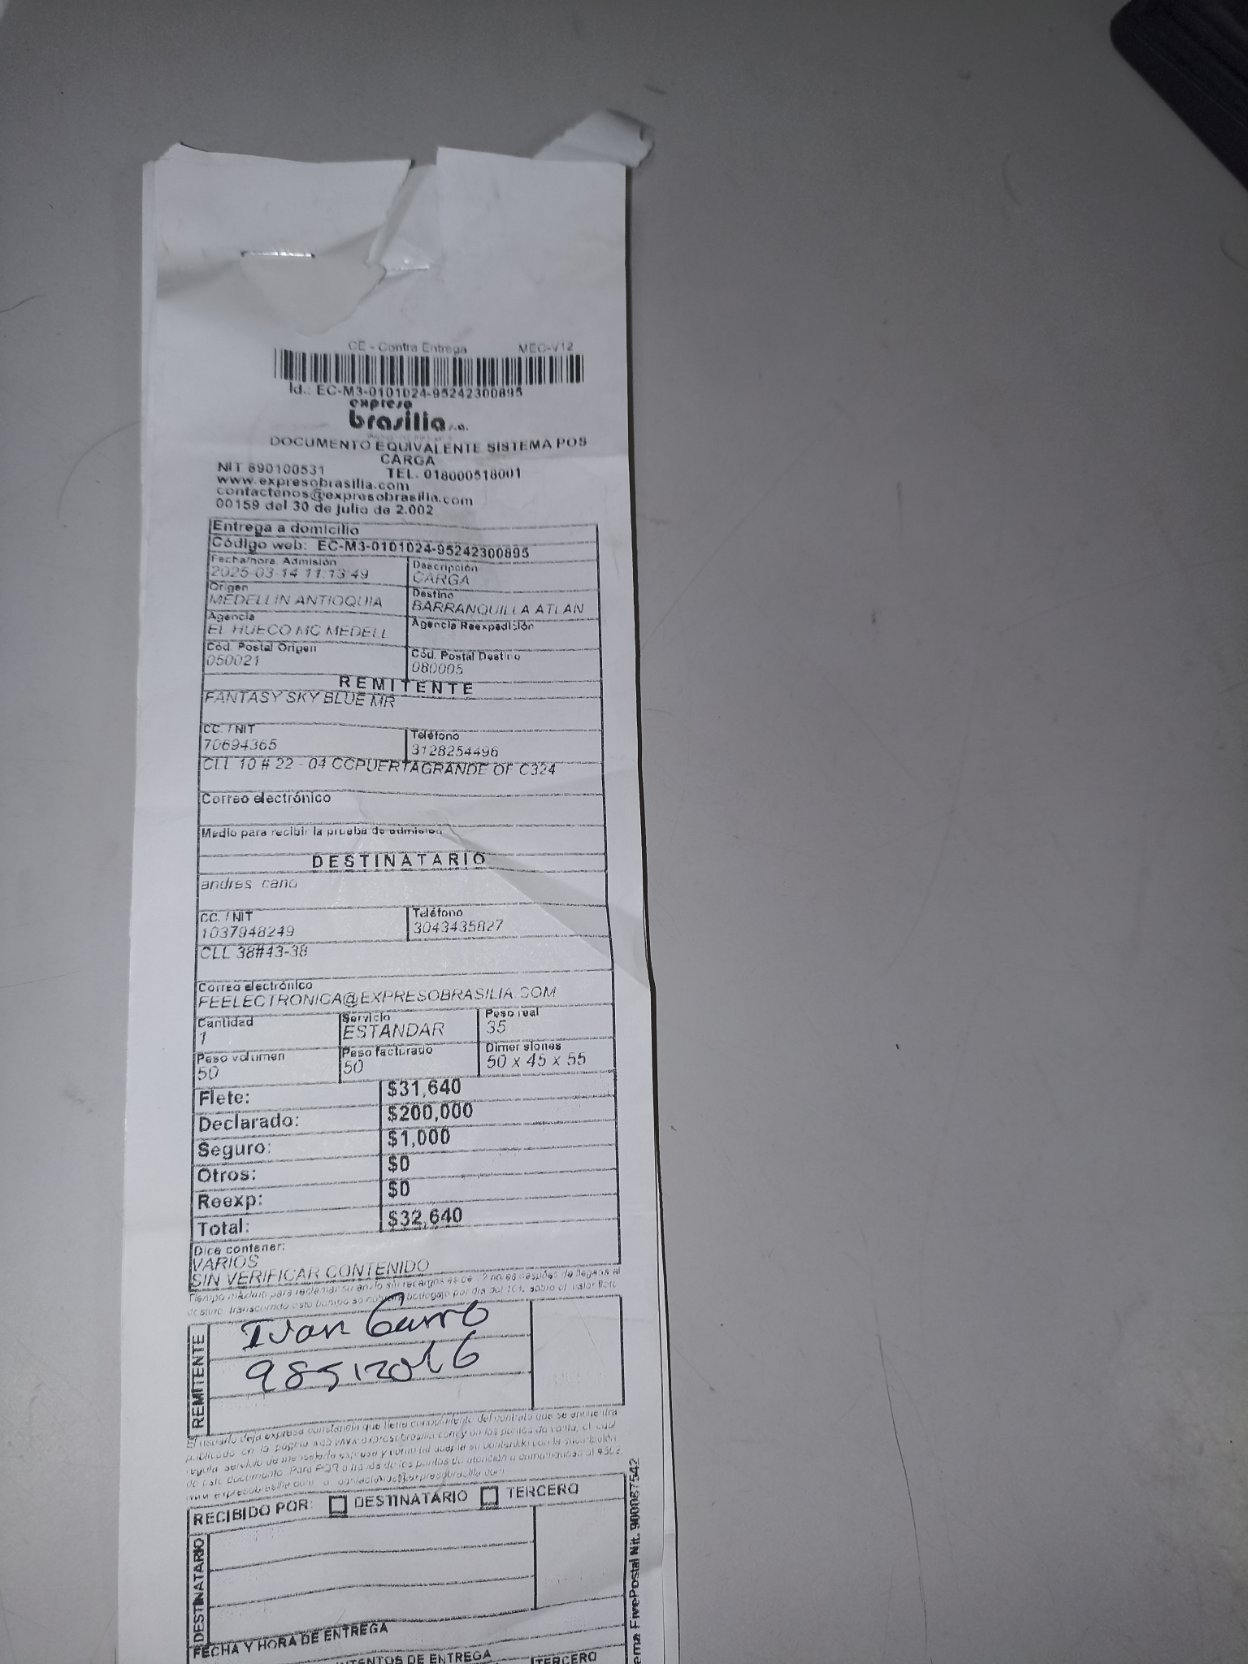 CE - Contra Entrega MEC-V12
Id.: EC-M3-0101024-95242300895
expreso
brasilia s.a.
DOCUMENTO EQUIVALENTE SISTEMA POS
CARGA
NIT 890100531 TEL. 018000518001
www.expresobrasilia.com
contactenos@expresobrasilia.com
00159 del 30 de julio de 2.002
Entrega a domicilio
Código web: EC-M3-0101024-95242300895
Fecha/hora. Admisión Descripción
2025-03-14 11:13:49 CARGA
Origen Destino
MEDELLIN ANTIOQUIA BARRANQUILLA ATLAN
Agencia Agencia Reexpedición
EL HUECO MC MEDELL
Cód. Postal Origen Cód. Postal Destino
050021 080005
REMITENTE
FANTASY SKY BLUE MR
CC. / NIT Teléfono
70694365 3128254496
CLL 10 # 22 - 04 CCPUERTAGRANDE OF C324
Correo electrónico
Medio para recibir la prueba de admision
DESTINATARIO
andres cano
CC. / NIT Teléfono
1037948249 3043435827
CLL 38#43-38
Correo electrónico
FEELECTRONICA@EXPRESOBRASILIA.COM
Cantidad Servicio Peso real
1 ESTANDAR 35
Peso volumen Peso facturado Dimensiones
50 50 50 x 45 x 55
Flete: $31,640
Declarado: $200,000
Seguro: $1,000
Otros: $0
Reexp: $0
Total: $32,640
Dice contener:
VARIOS
SIN VERIFICAR CONTENIDO
REMITENTE
Ivan Garro
98512016
RECIBIDO POR: DESTINATARIO TERCERO
DESTINATARIO
FECHA Y HORA DE ENTREGA
INTENTOS DE ENTREGA TERCERO
FivePostal Nit. 900087542